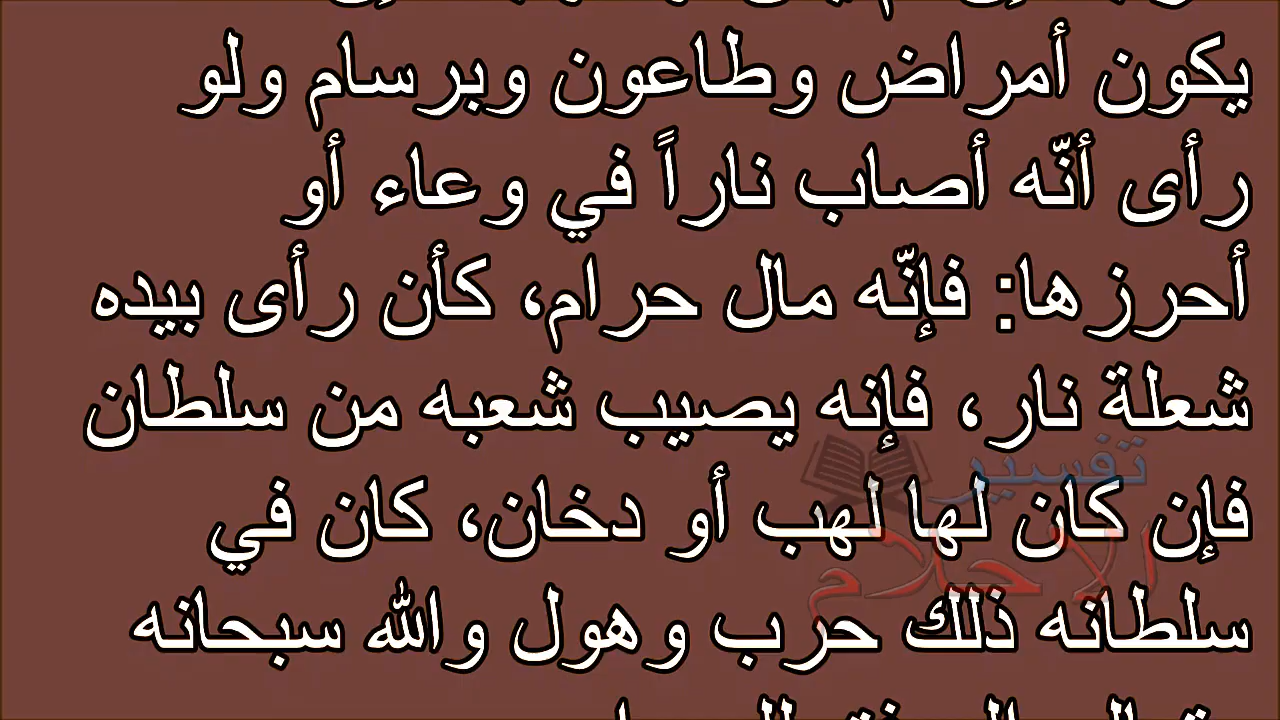 يكون أمراض وطاعون وبرسام ولو
رأى أنّه أصاب ناراً في وعاء أو
أحرزها: فإنّه مال حرام، كأن رأى بيده
شعلة نار، فإنه يصيب شعبه من سلطان
فإن كان لها لهب أو دخان، كان في
سلطانه ذلك حرب وهول والله سبحانه
تفسير
الاحلام